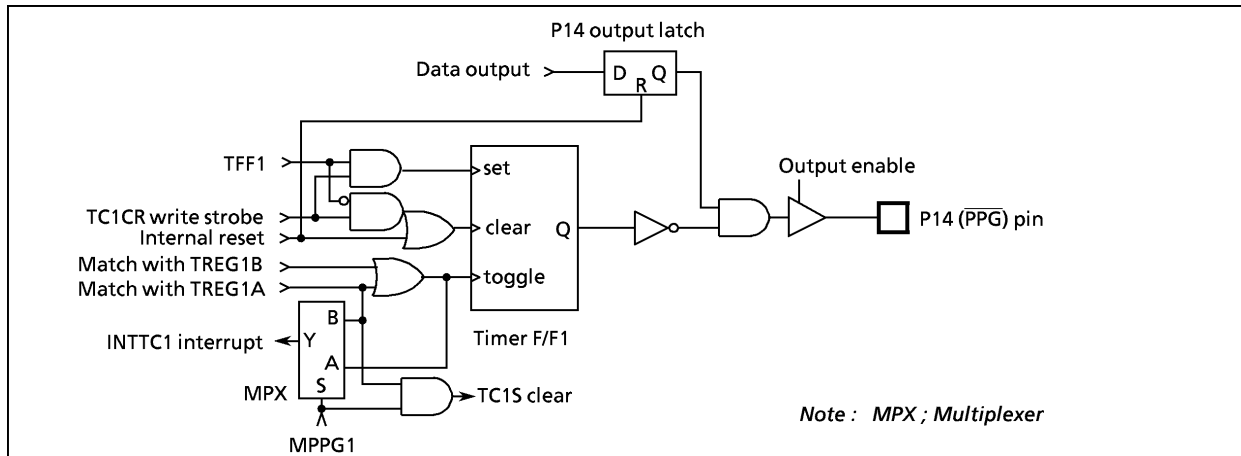 P14 output latch
Data output
D Q
R
TFF1
TC1CR write strobe
Internal reset
Match with TREG1B
Match with TREG1A
set
clear
toggle
Q
Timer F/F1
Output enable
P14 (PPG) pin
INTTC1 interrupt
B
Y
A
S
MPX
MPPG1
TC1S clear
Note : MPX ; Multiplexer